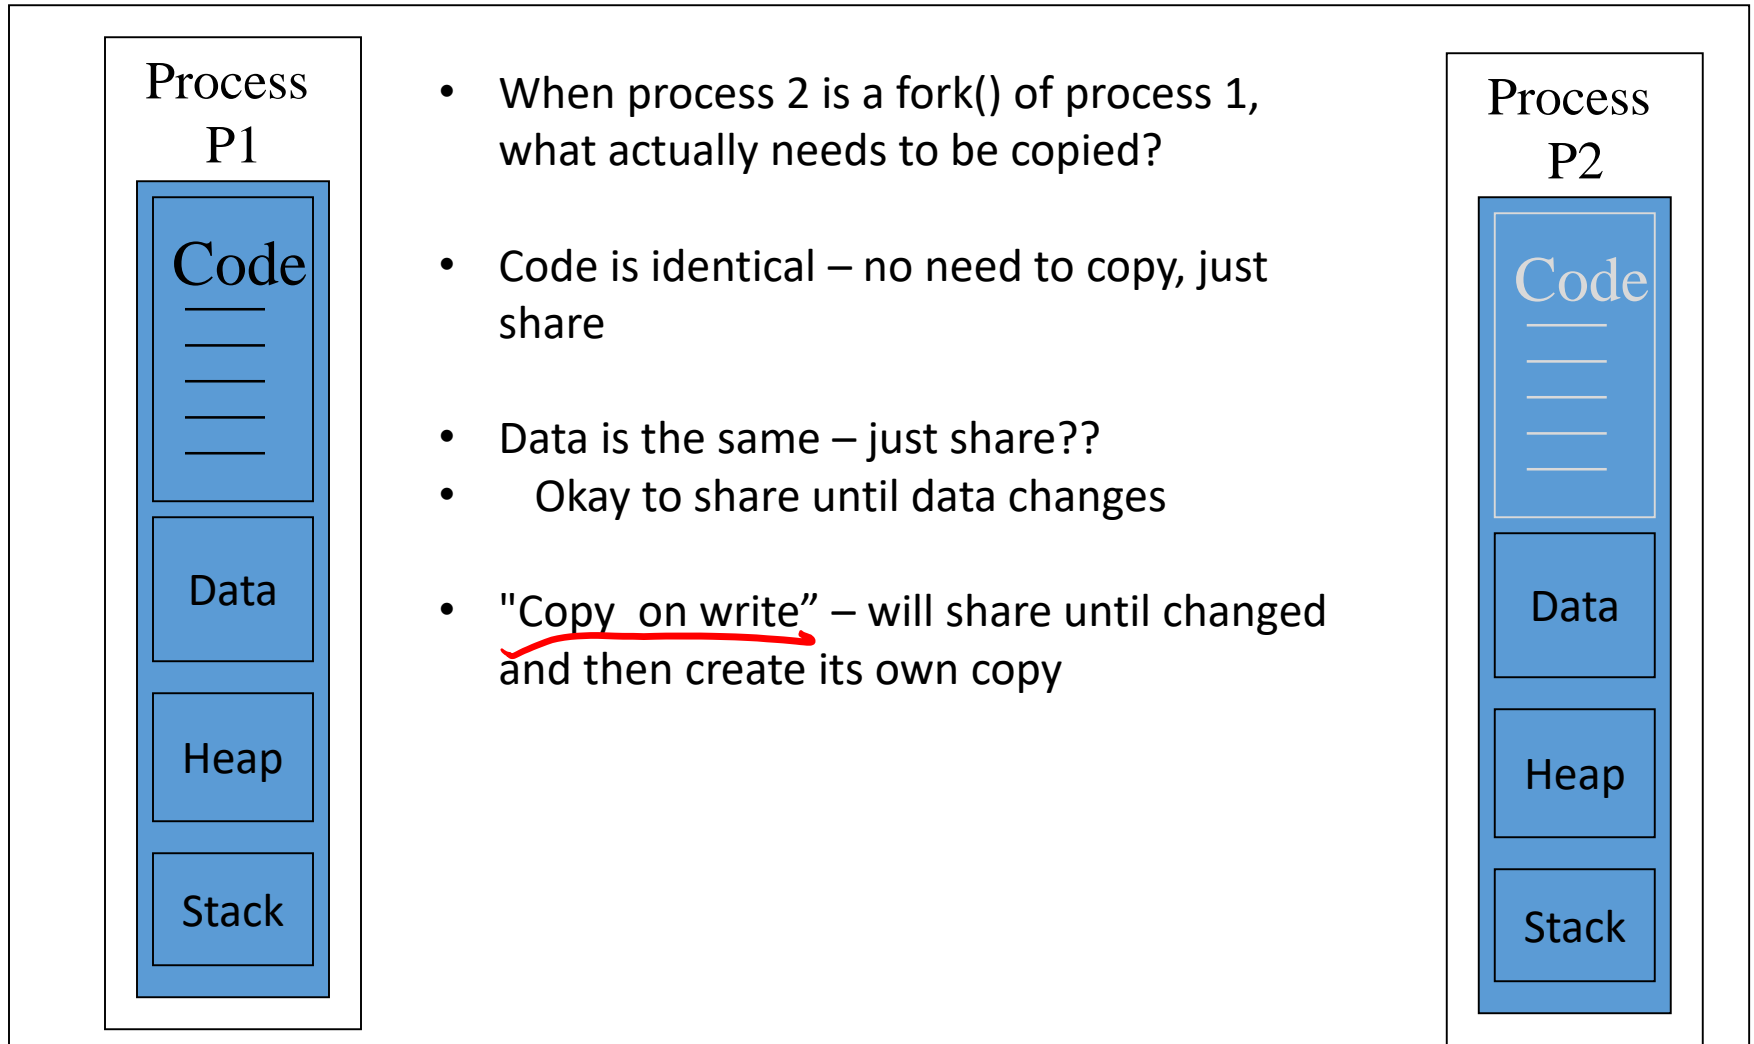 Process
P1
Code
Data
Heap
Stack
• When process 2 is a fork() of process 1,
what actually needs to be copied?
• Code is identical – no need to copy, just
share
• Data is the same – just share??
• Okay to share until data changes
• "Copy  on write” – will share until changed
and then create its own copy
Process
P2
Code
Data
Heap
Stack